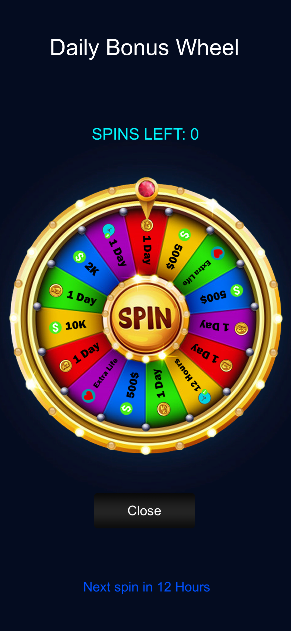 Daily Bonus Wheel
SPINS LEFT: 0
1 Day
500$
Extra Life
500$
1 Day
1 Day
12 Hours
1 Day
500$
Extra Life
1 Day
10K
1 Day
2K
1 Day
SPIN
Close
Next spin in 12 Hours